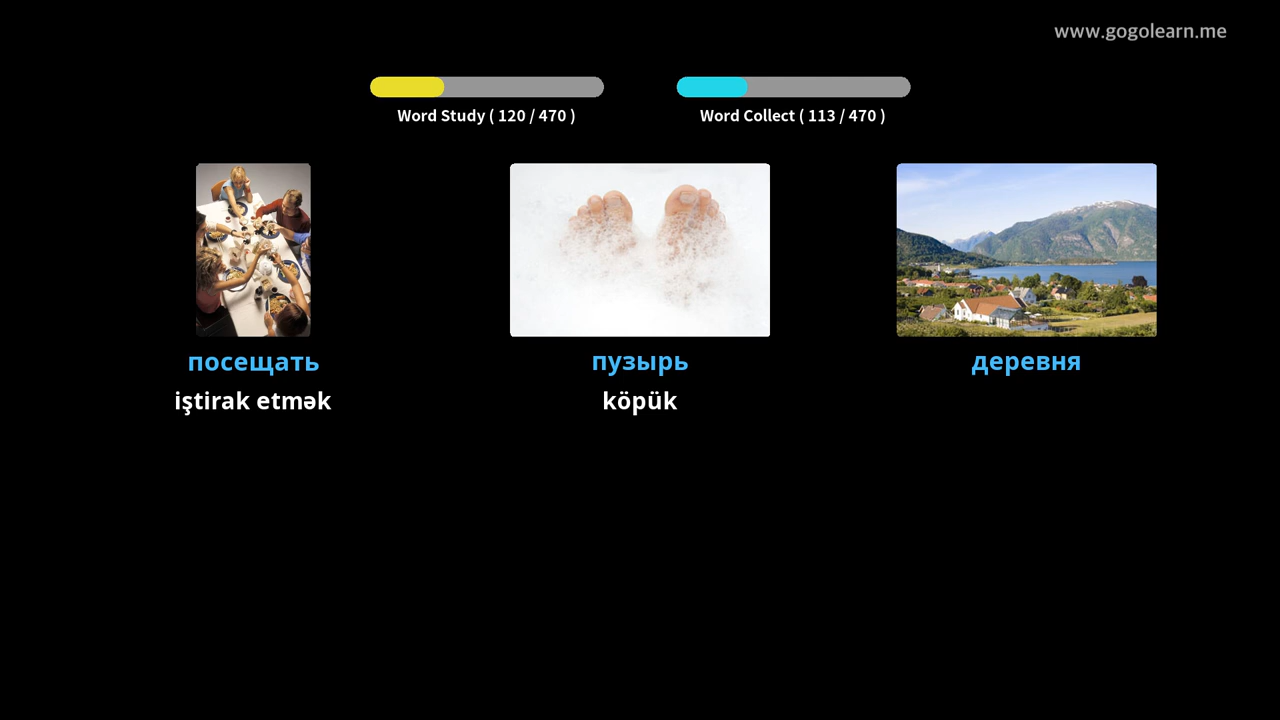 www.gogolearn.me
Word Study ( 120 / 470 )
Word Collect ( 113 / 470 )
посещать
пузырь
деревня
iştirak etmək
köpük